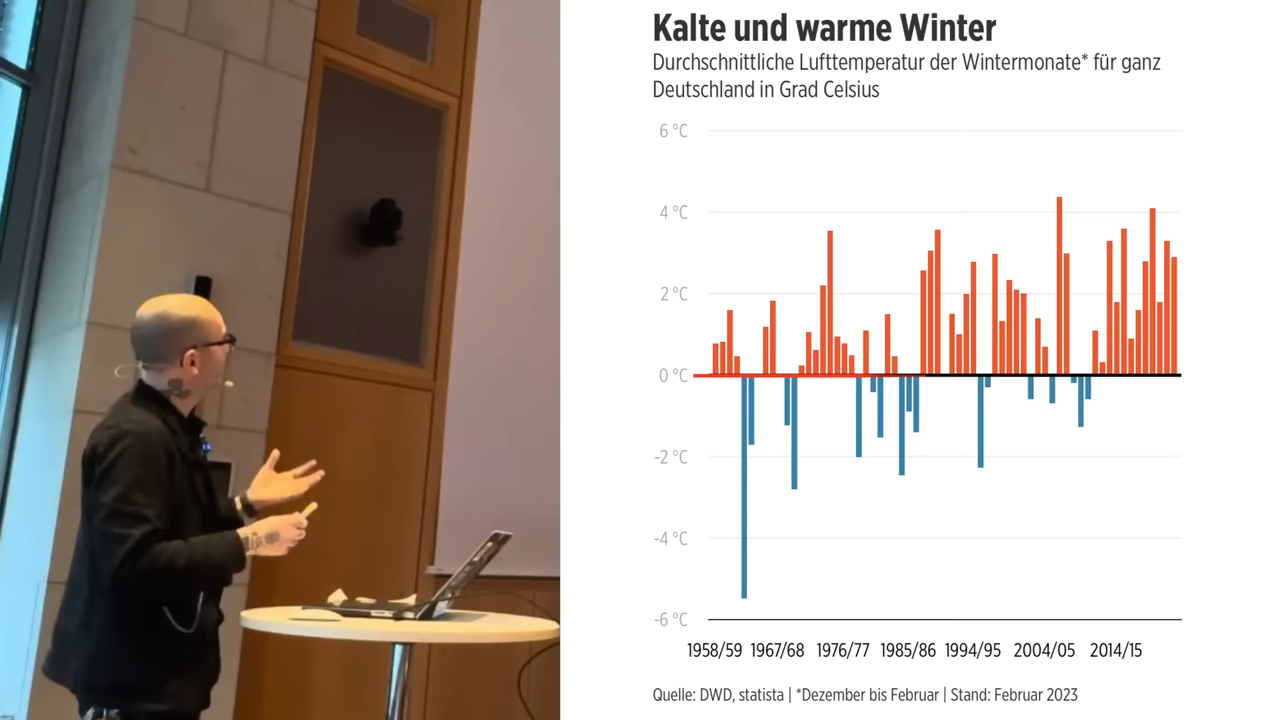 Kalte und warme Winter
Durchschnittliche Lufttemperatur der Wintermonate* für ganz
Deutschland in Grad Celsius
6 °C
4 °C
2 °C
0 °C
-2 °C
-4 °C
-6 °C
1958/59 1967/68 1976/77 1985/86 1994/95 2004/05 2014/15
Quelle: DWD, statista | *Dezember bis Februar | Stand: Februar 2023